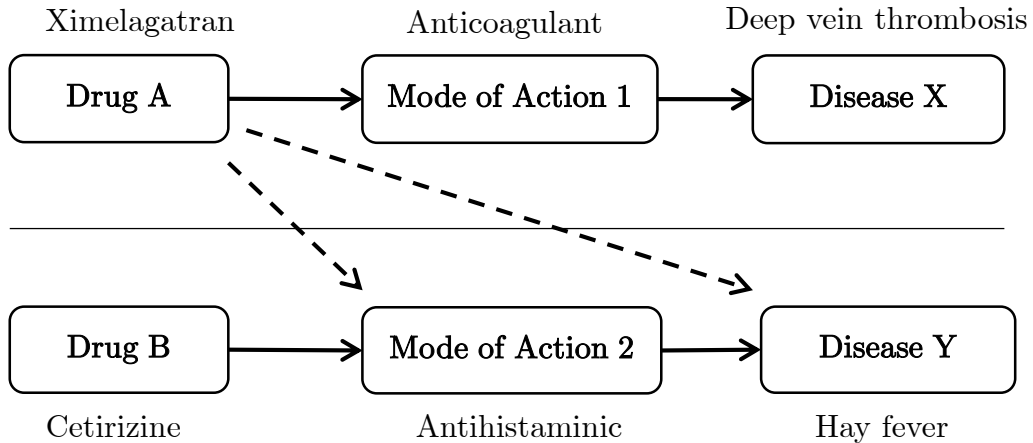 Ximelagatran Anticoagulant Deep vein thrombosis
Drug A Mode of Action 1 Disease X
Drug B Mode of Action 2 Disease Y
Cetirizine Antihistaminic Hay fever